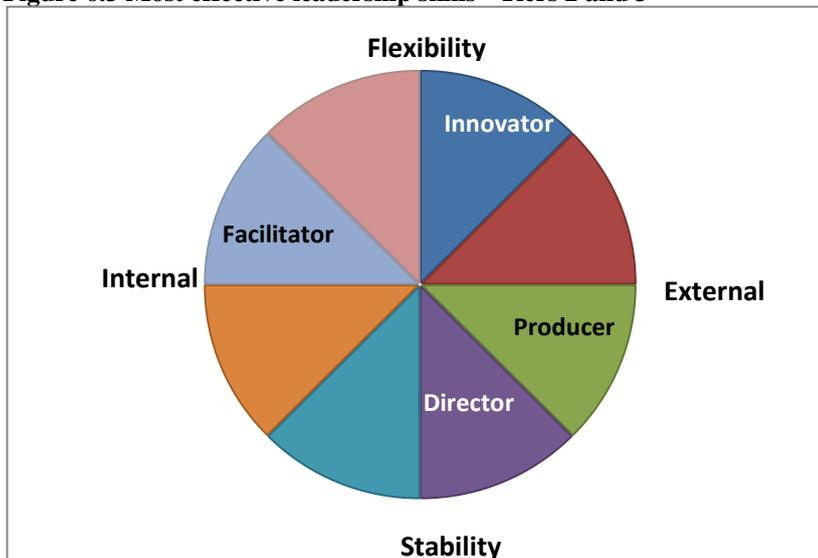 Flexibility
Innovator
Facilitator
Internal
External
Producer
Director
Stability